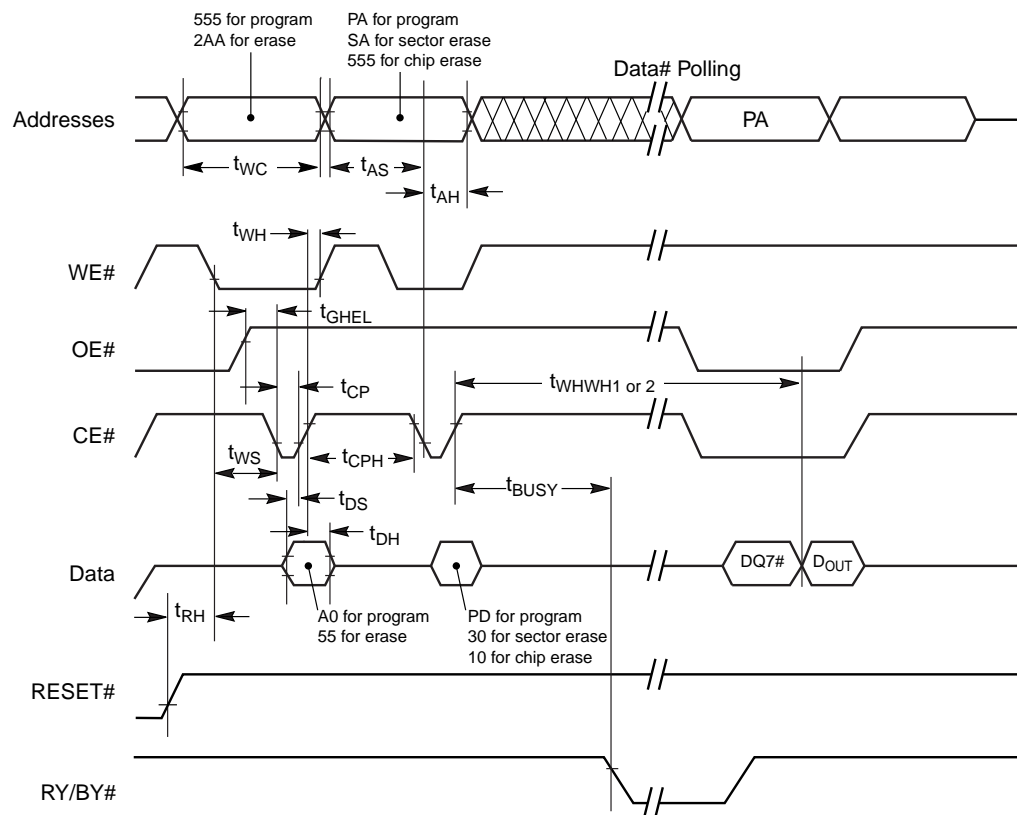 555 for program
2AA for erase
PA for program
SA for sector erase
555 for chip erase
Data# Polling
Addresses
PA
tWC
tAS
tAH
tWH
WE#
tGHEL
OE#
tCP
tWHWH1 or 2
CE#
tWS
tCPH
tBUSY
tDS
tDH
Data
DQ7#
DOUT
tRH
A0 for program
55 for erase
PD for program
30 for sector erase
10 for chip erase
RESET#
RY/BY#